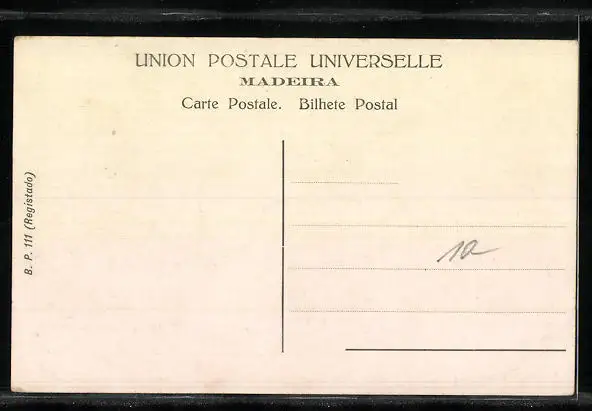 UNION POSTALE UNIVERSELLE
MADEIRA
Carte Postale. Bilhete Postal
B. P. 111 (Registado)